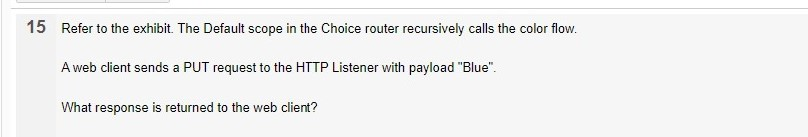 15 Refer to the exhibit. The Default scope in the Choice router recursively calls the color flow.
A web client sends a PUT request to the HTTP Listener with payload "Blue".
What response is returned to the web client?